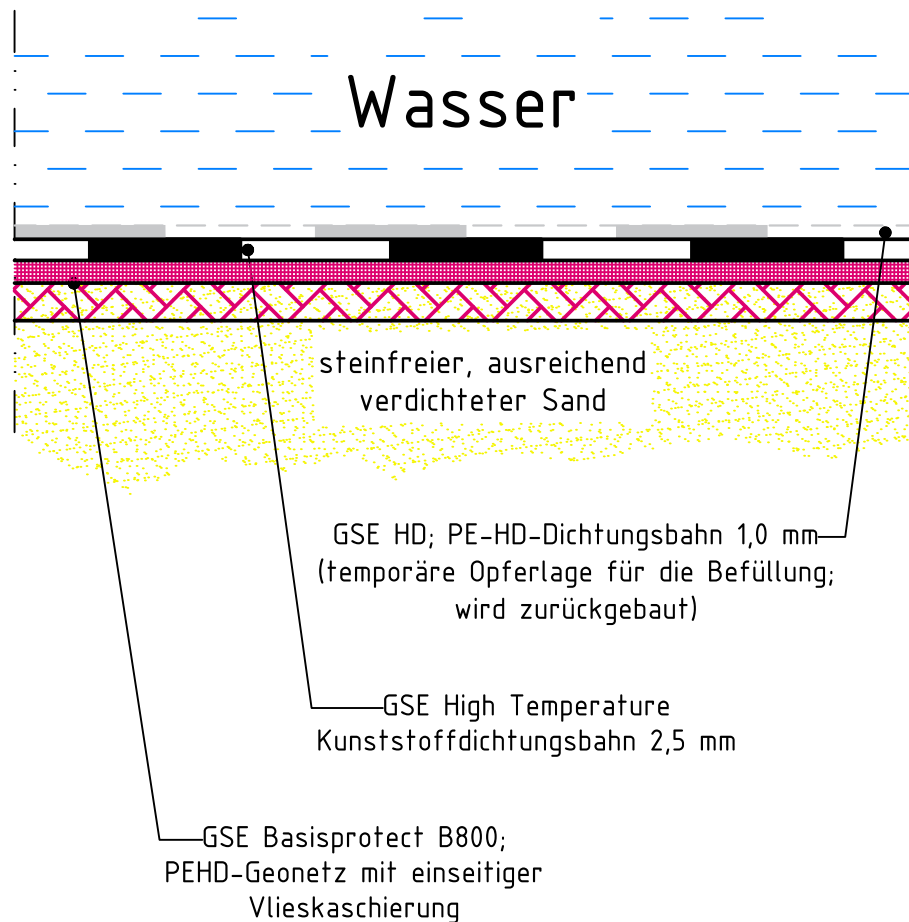 Wasser
steinfreier, ausreichend
verdichteter Sand
GSE HD; PE-HD-Dichtungsbahn 1,0 mm
(temporäre Opferlage für die Befüllung;
wird zurückgebaut)
GSE High Temperature
Kunststoffdichtungsbahn 2,5 mm
GSE Basisprotect B800;
PEHD-Geonetz mit einseitiger
Vlieskaschierung